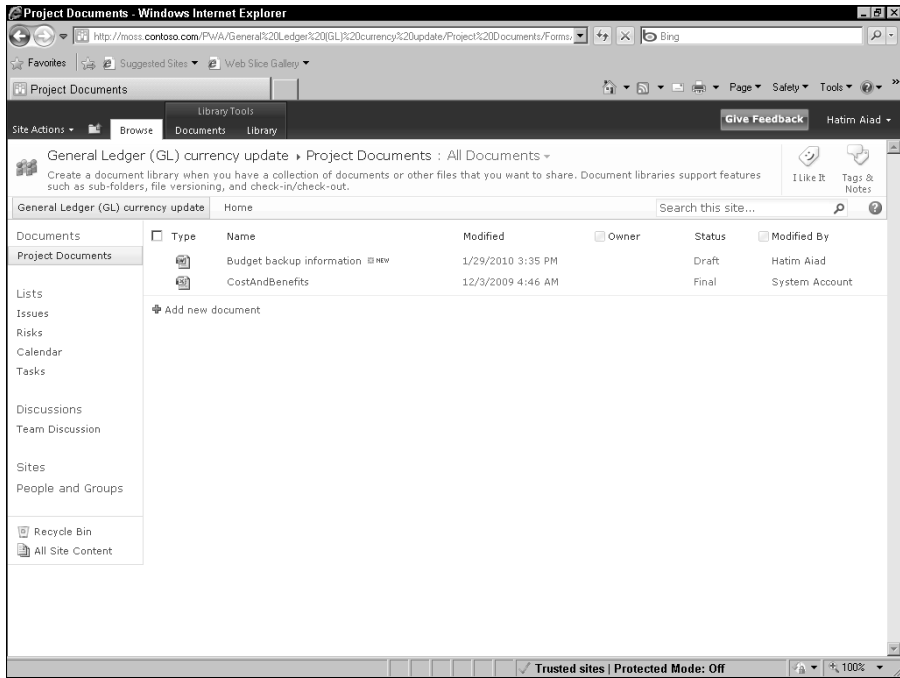 Project Documents - Windows Internet Explorer
http://moss.contoso.com/PWA/General%20Ledger%20(GL)%20currency%20update/Project%20Documents/Forms/
Bing
Favorites Suggested Sites Web Slice Gallery
Project Documents
Page Safety Tools »
Library Tools
Site Actions Browse Documents Library Give Feedback Hatim Aiad
General Ledger (GL) currency update Project Documents : All Documents
Create a document library when you have a collection of documents or other files that you want to share. Document libraries support features
such as sub-folders, file versioning, and check-in/check-out.
I Like It
Tags &
Notes
General Ledger (GL) currency update Home Search this site...
Documents
Project Documents
Lists
Issues
Risks
Calendar
Tasks
Discussions
Team Discussion
Sites
People and Groups
Recycle Bin
All Site Content
Type Name Modified Owner Status Modified By
Budget backup information NEW 1/29/2010 3:35 PM Draft Hatim Aiad
CostAndBenefits 12/3/2009 4:46 AM Final System Account
Add new document
Trusted sites | Protected Mode: Off 100%